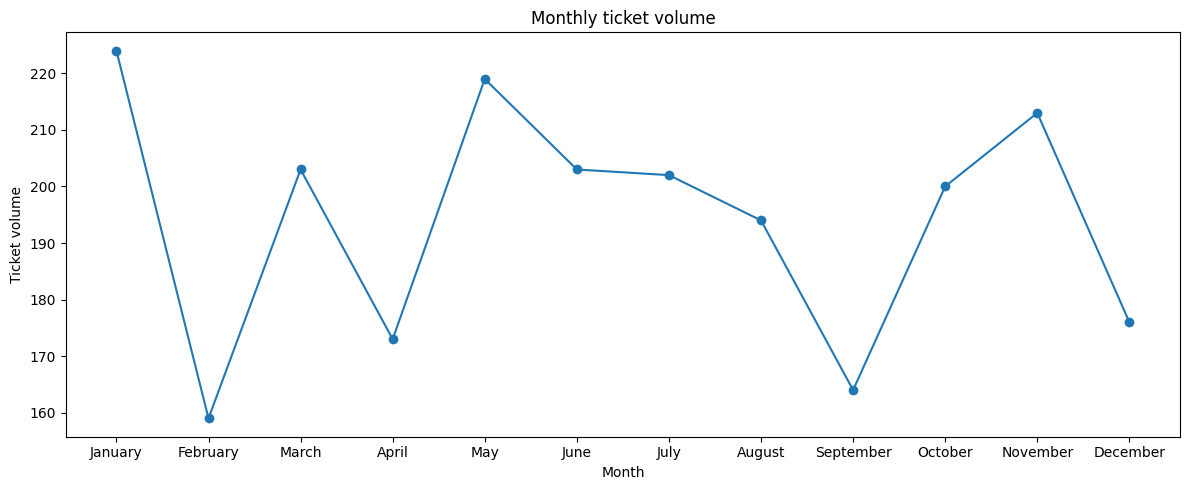 Monthly ticket volume
Ticket volume
220
210
200
190
180
170
160
January February March April May June July August September October November December
Month